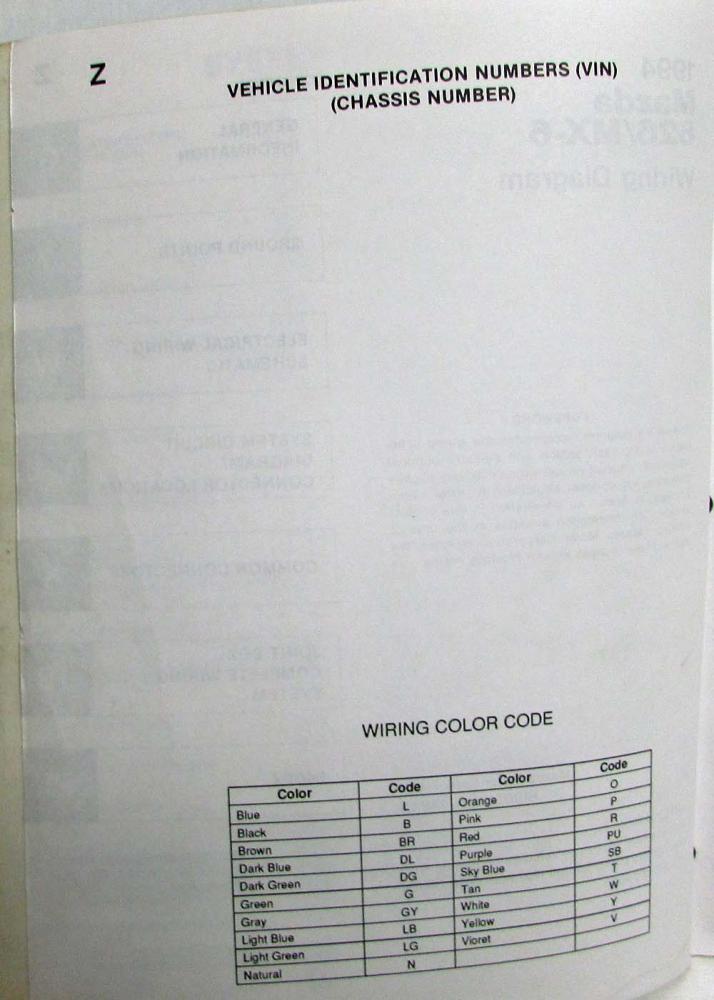 Z
VEHICLE IDENTIFICATION NUMBERS (VIN)
(CHASSIS NUMBER)
WIRING COLOR CODE
Color Code Color Code
Blue L Orange O
Black B Pink P
Brown BR Red R
Dark Blue DL Purple PU
Dark Green DG Sky Blue SB
Green G Tan T
Gray GY White W
Light Blue LB Yellow Y
Light Green LG Vioret V
Natural N